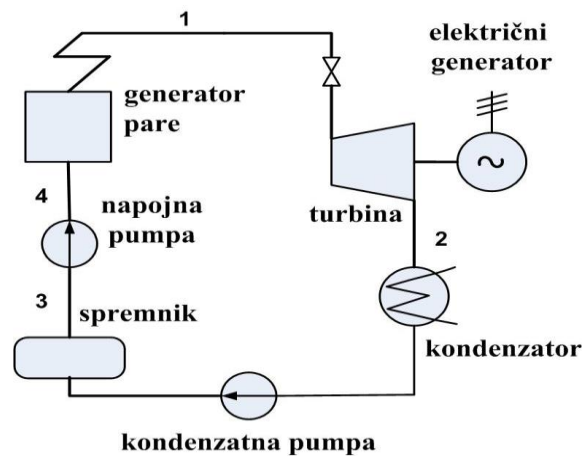 1
električni
generator
generator
pare
4
napojna
pumpa
turbina
2
3
spremnik
kondenzator
kondenzatna pumpa